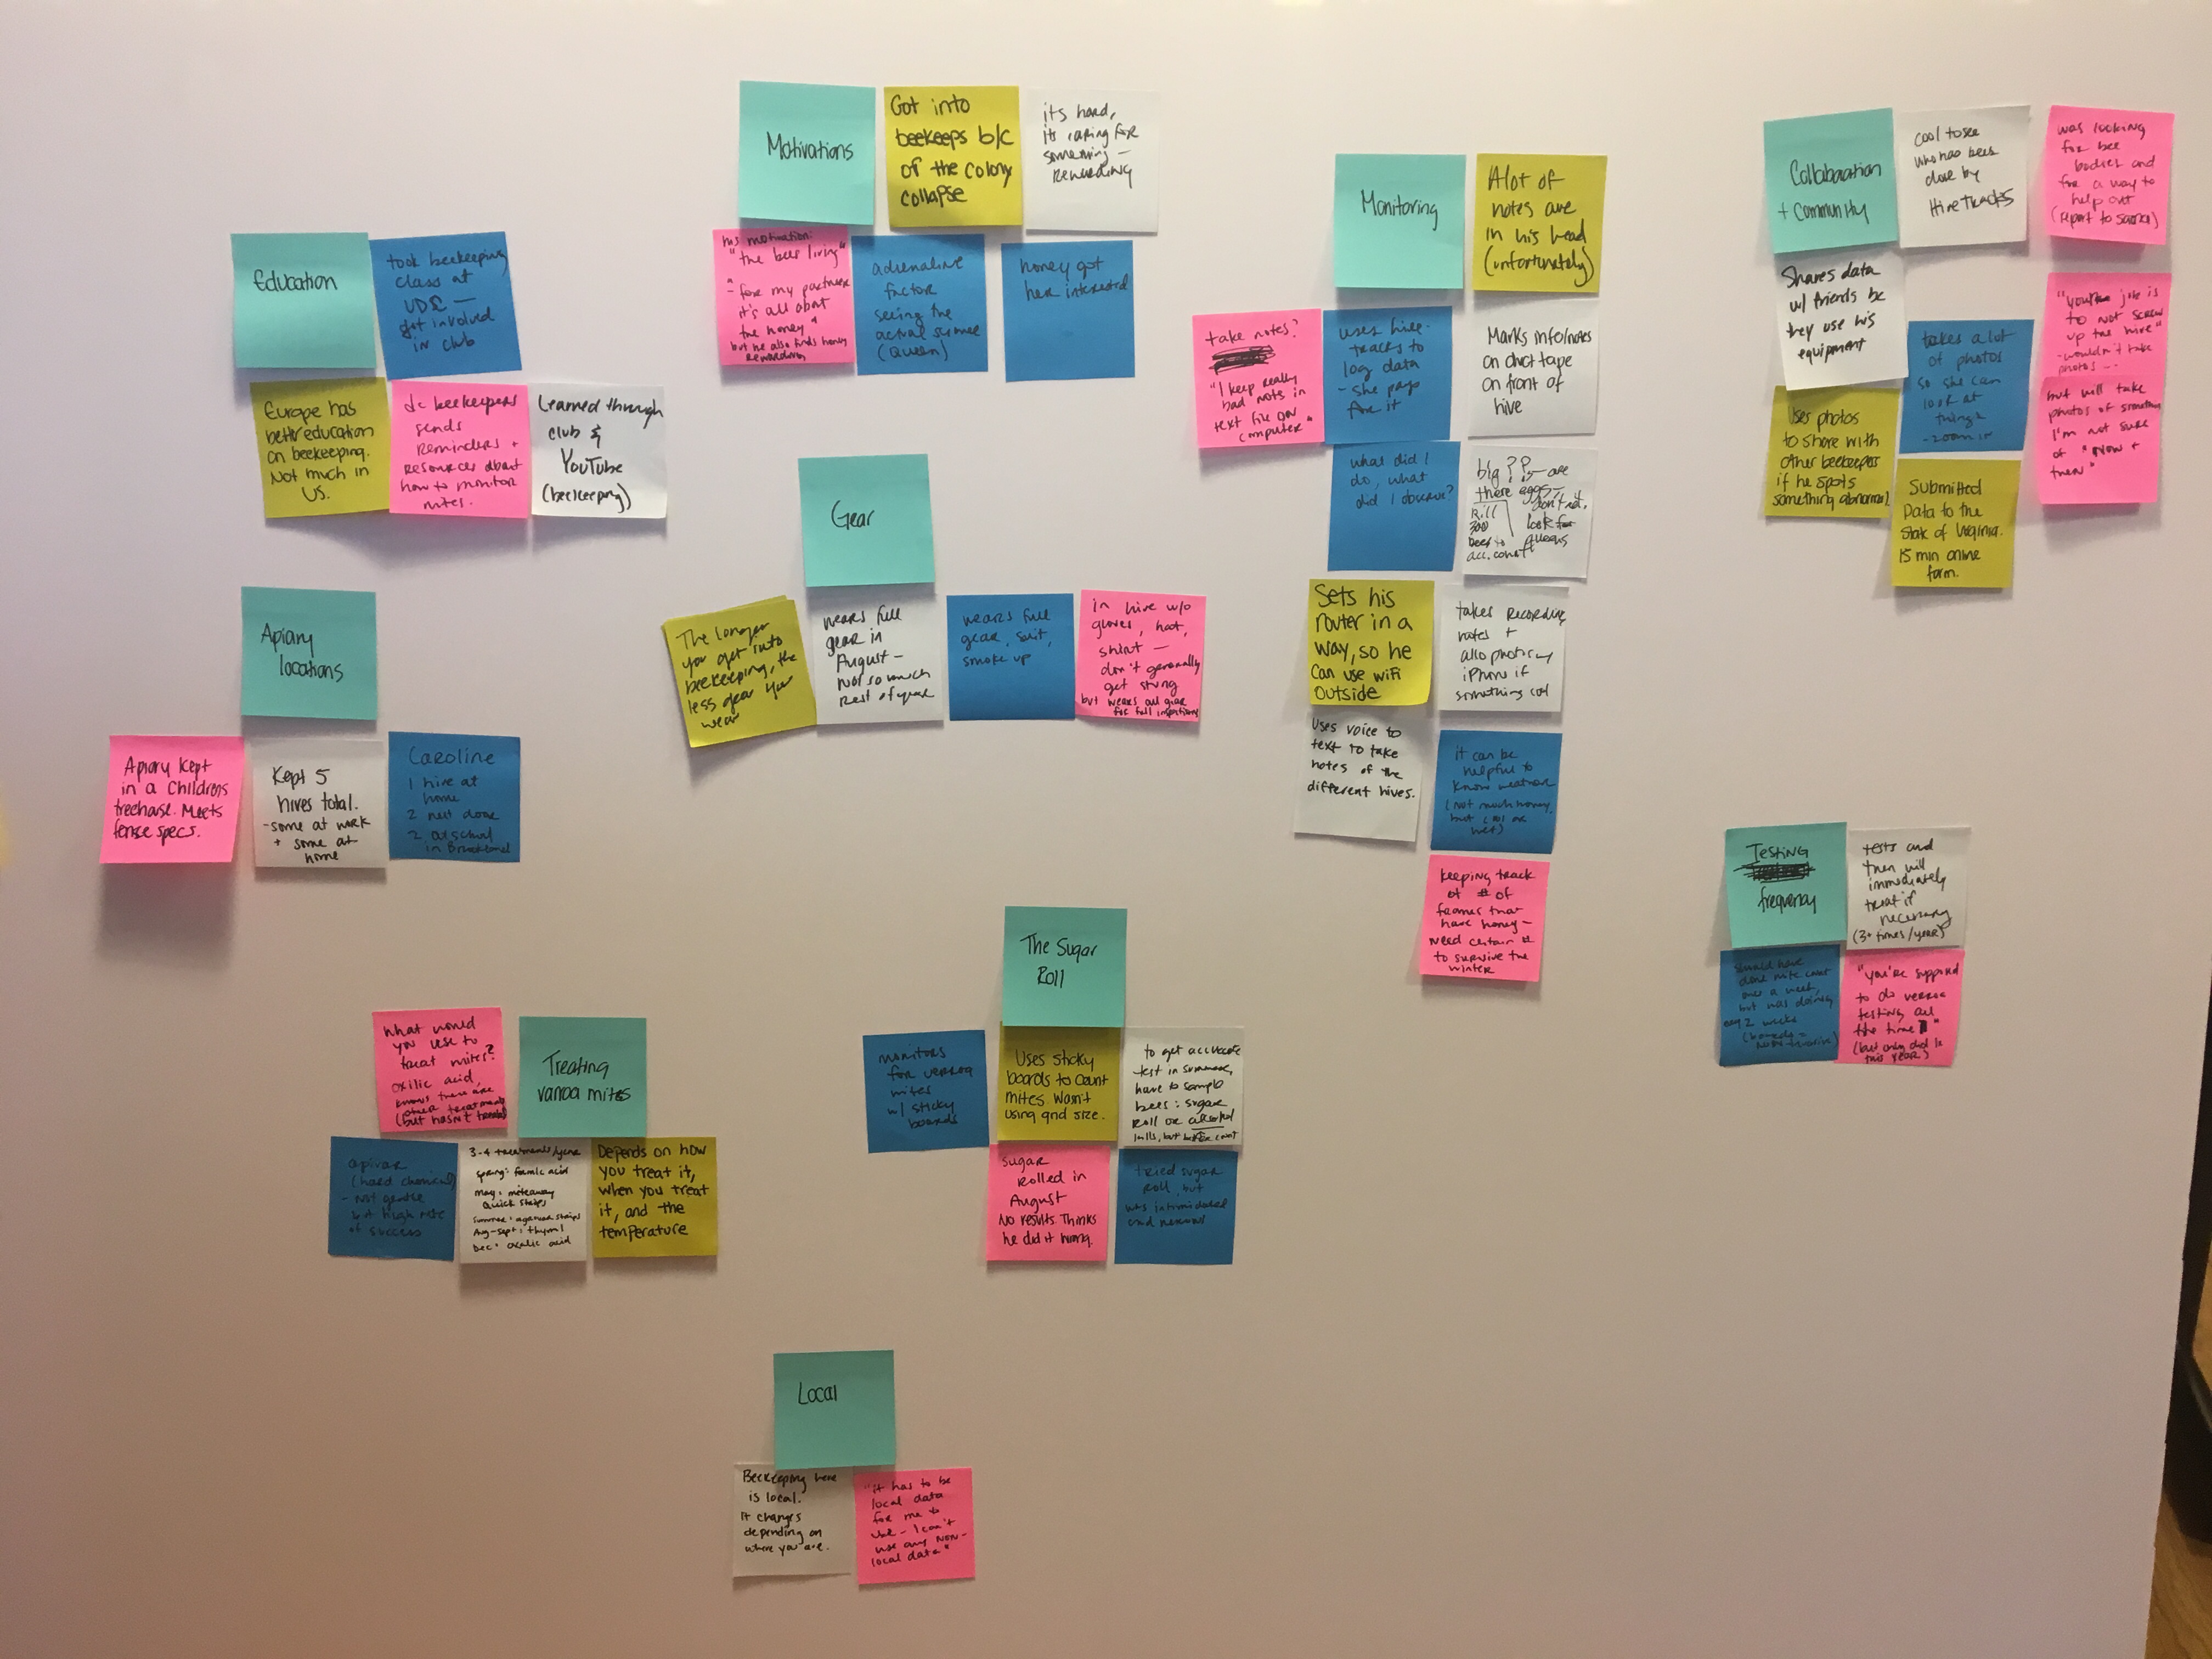 Education
took beekeeping
class at
UDC —
got involved
in club
Europe has
bettr education
on beekeeping.
Not much in
US.
dc beekeepers
sends
reminders +
resources about
how to monitor
mites.
Learned through
club &
YouTube
(beekeeping)
Motivations
Got into
beekeeps b/c
of the colony
collapse
its hard,
its caring for
something —
rewarding
his motivation:
"the bees living"
"- for my partner
it's all about
the honey"
but he also finds honey
rewarding
adrenaline
factor
seeing the
actual
(Queen)
honey got
her interested
Apiary
locations
Apiary kept
in a Childrens
treehouse. Meets
fence specs.
Kept 5
hives total.
-some at work
+ some at
home
Caroline
1 hive at
home
2 next door
2 at school
in
Gear
The longer
you get into
beekeeping, the
less gear you
wear
wears full
gear in
August —
not so much
rest of year
wears full
gear, suit,
smoke up
in hive w/o
gloves, hat,
shirt —
don't generally
get stung
but wears all gear
for full inspections
Monitoring
A lot of
notes are
in his head
(unfortunately)
take notes?
"I keep really
bad notes in
text file on
computer"
uses hive-
tracks to
log data
- she pays
for it
Marks info/notes
on duct tape
on front of
hive
what did I
do, what
did I observe?
big ? — are
there eggs —
don't
look for
queens
kill
300
bees to
acc. count
Sets his
router in a
way, so he
can use wifi
outside
takes recording
notes +
also photos w/
iPhone if
something cool
Uses voice to
text to take
notes of the
different hives.
it can be
helpful to
know weather
(not much honey,
but cool or
wet)
keeping track
of # of
frames that
have honey —
need certain #
to survive the
winter
Collaboration
+ Community
cool to see
who has bees
close by
HiveTracks
was looking
for bee
bodies and
for a way to
help out
(report to
Shares data
w/ friends bc
they use his
equipment
takes a lot
of photos
so she can
look at
things
- zoom in
"your job is
to not screw
up the hive"
- wouldn't take
photos -
but will take
photos of something
I'm not sure
of "now +
then"
Uses photos
to share with
other beekeepers
if he spots
something abnormal.
Submitted
Data to the
State of Virginia.
15 min online
form.
Testing
frequency
tests and
then will
immediately
treat if
necessary
(3+ times/year)
should have
done mite count
once a week,
but was doing
every 2 weeks
"you're supposed
to do verroa
testing all
the time"
(but only did 1x
this year)
Treating
varroa mites
What would
you use to
treat mites?
oxilic acid,
knows there are
other treatments
(but hasn't
apivar
(hard chemical)
- Not gentle
but high rate
of success
3-4 treatments/year
spring: formic acid
may: miteaway
quick strips
summer: strips
Aug-sept: thymol
Dec: oxalic acid
Depends on how
you treat it,
when you treat
it, and the
temperature
The Sugar
Roll
monitors
for verroa
mites
w/ sticky
boards
Uses sticky
boards to count
mites. Wasn't
using grid size.
to get accurate
test in summer,
have to sample
bees: sugar
roll or alcohol
kills, but better count
sugar
rolled in
August
No results. Thinks
he did it wrong.
tried sugar
roll, but
was intimidated
and nervous
Local
Beekeeping here
is local.
It changes
depending on
where you are.
"it has to be
local data
for me to
use - I can't
use any non-
local data"